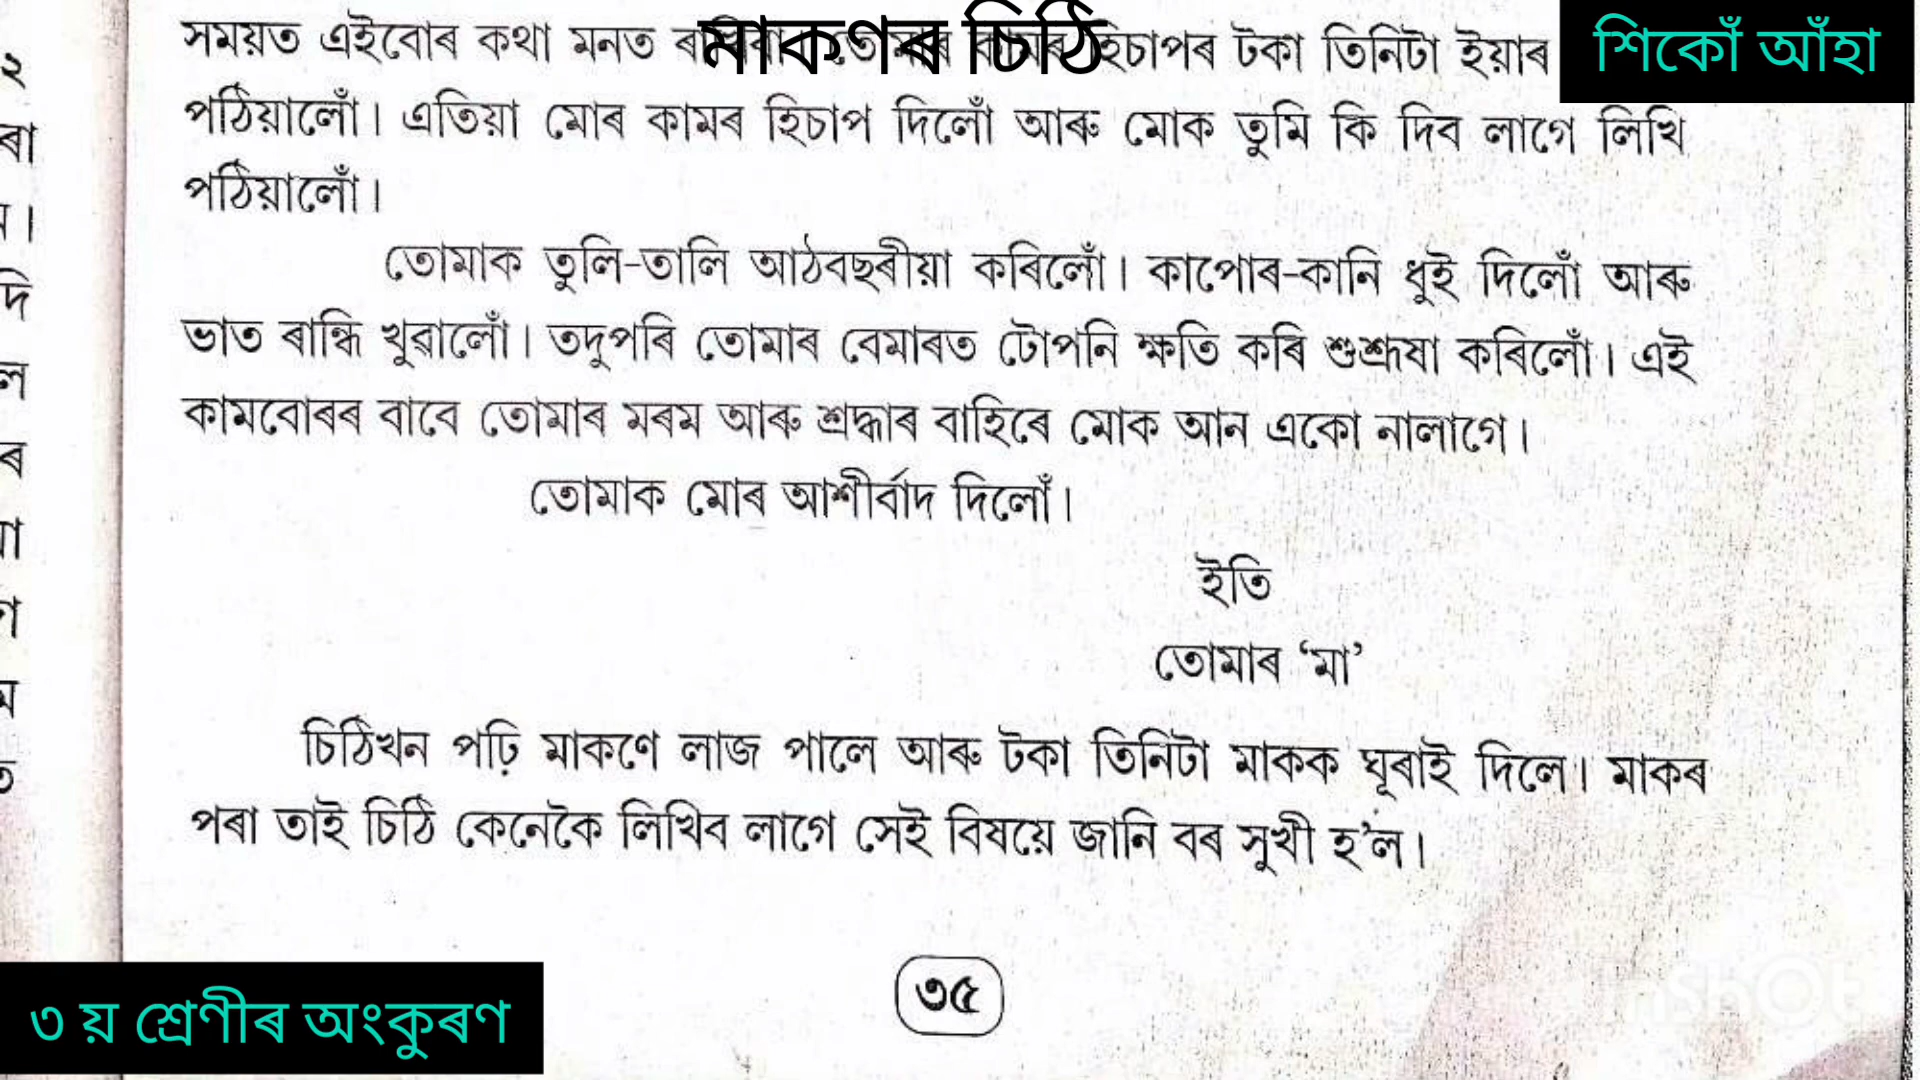 মাকণৰ চিঠি
শিকোঁ আঁহা
সময়ত এইবোৰ কথা মনত হিচাপৰ টকা তিনিটা ইয়াৰ
পঠিয়ালোঁ। এতিয়া মোৰ কামৰ হিচাপ দিলোঁ আৰু মোক তুমি কি দিব লাগে লিখি
পঠিয়ালোঁ।
তোমাক তুলি-তালি আঠবছৰীয়া কৰিলোঁ। কাপোৰ-কানি ধুই দিলোঁ আৰু
ভাত ৰান্ধি খুৱালোঁ। তদুপৰি তোমাৰ বেমাৰত টোপনি ক্ষতি কৰি শুশ্ৰূষা কৰিলোঁ। এই
কামবোৰৰ বাবে তোমাৰ মৰম আৰু শ্ৰদ্ধাৰ বাহিৰে মোক আন একো নালাগে।
তোমাক মোৰ আশীৰ্বাদ দিলোঁ।
ইতি
তোমাৰ ‘মা’
চিঠিখন পঢ়ি মাকণে লাজ পালে আৰু টকা তিনিটা মাকক ঘূৰাই দিলে। মাকৰ
পৰা তাই চিঠি কেনেকৈ লিখিব লাগে সেই বিষয়ে জানি বৰ সুখী হ’ল।
৩৫
৩ য় শ্ৰেণীৰ অংকুৰণ